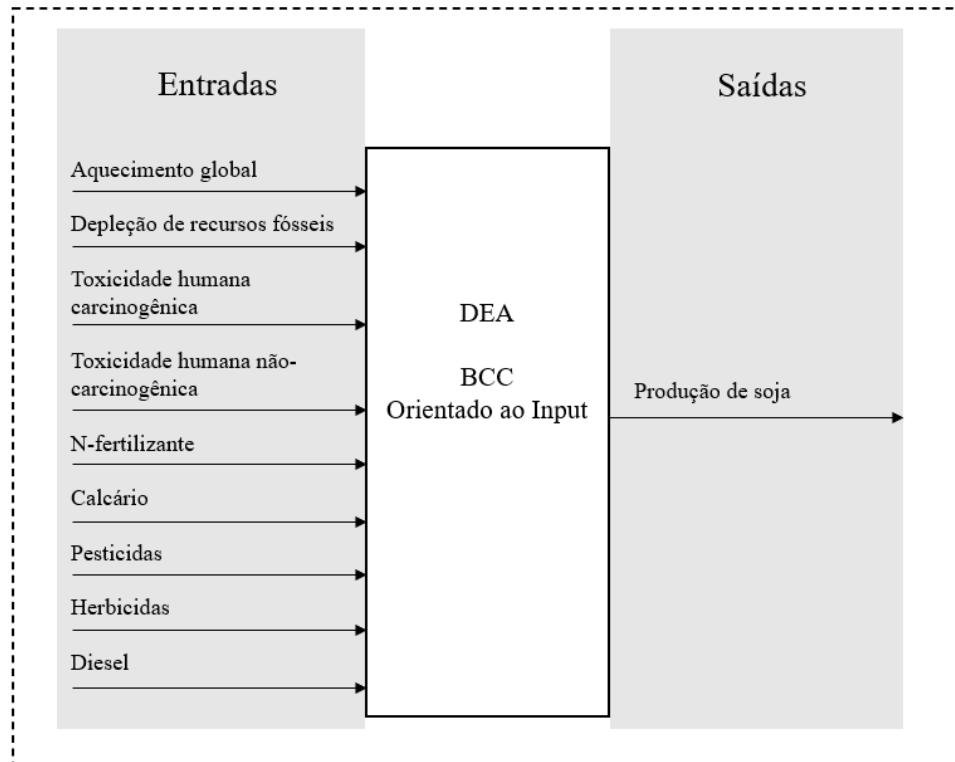 Entradas
Aquecimento global
Depleção de recursos fósseis
Toxicidade humana
carcinogênica
Toxicidade humana não-
carcinogênica
N-fertilizante
Calcário
Pesticidas
Herbicidas
Diesel
DEA
BCC
Orientado ao Input
Saídas
Produção de soja